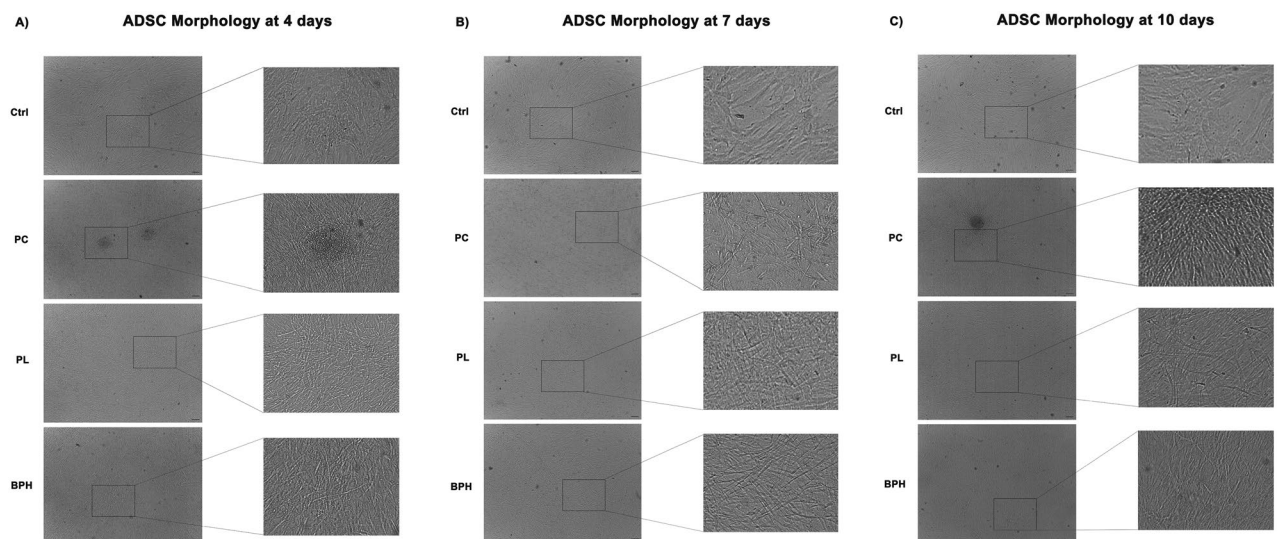 A) ADSC Morphology at 4 days
Ctrl
PC
PL
BPH
B) ADSC Morphology at 7 days
Ctrl
PC
PL
BPH
C) ADSC Morphology at 10 days
Ctrl
PC
PL
BPH